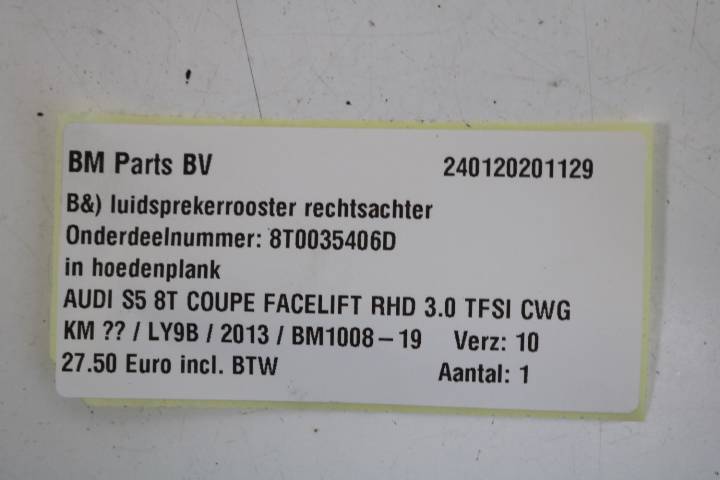 BM Parts BV 240120201129
B&) luidsprekerrooster rechtsachter
Onderdeelnummer: 8T0035406D
in hoedenplank
AUDI S5 8T COUPE FACELIFT RHD 3.0 TFSI CWG
KM ?? / LY9B / 2013 / BM1008-19 Verz: 10
27.50 Euro incl. BTW Aantal: 1